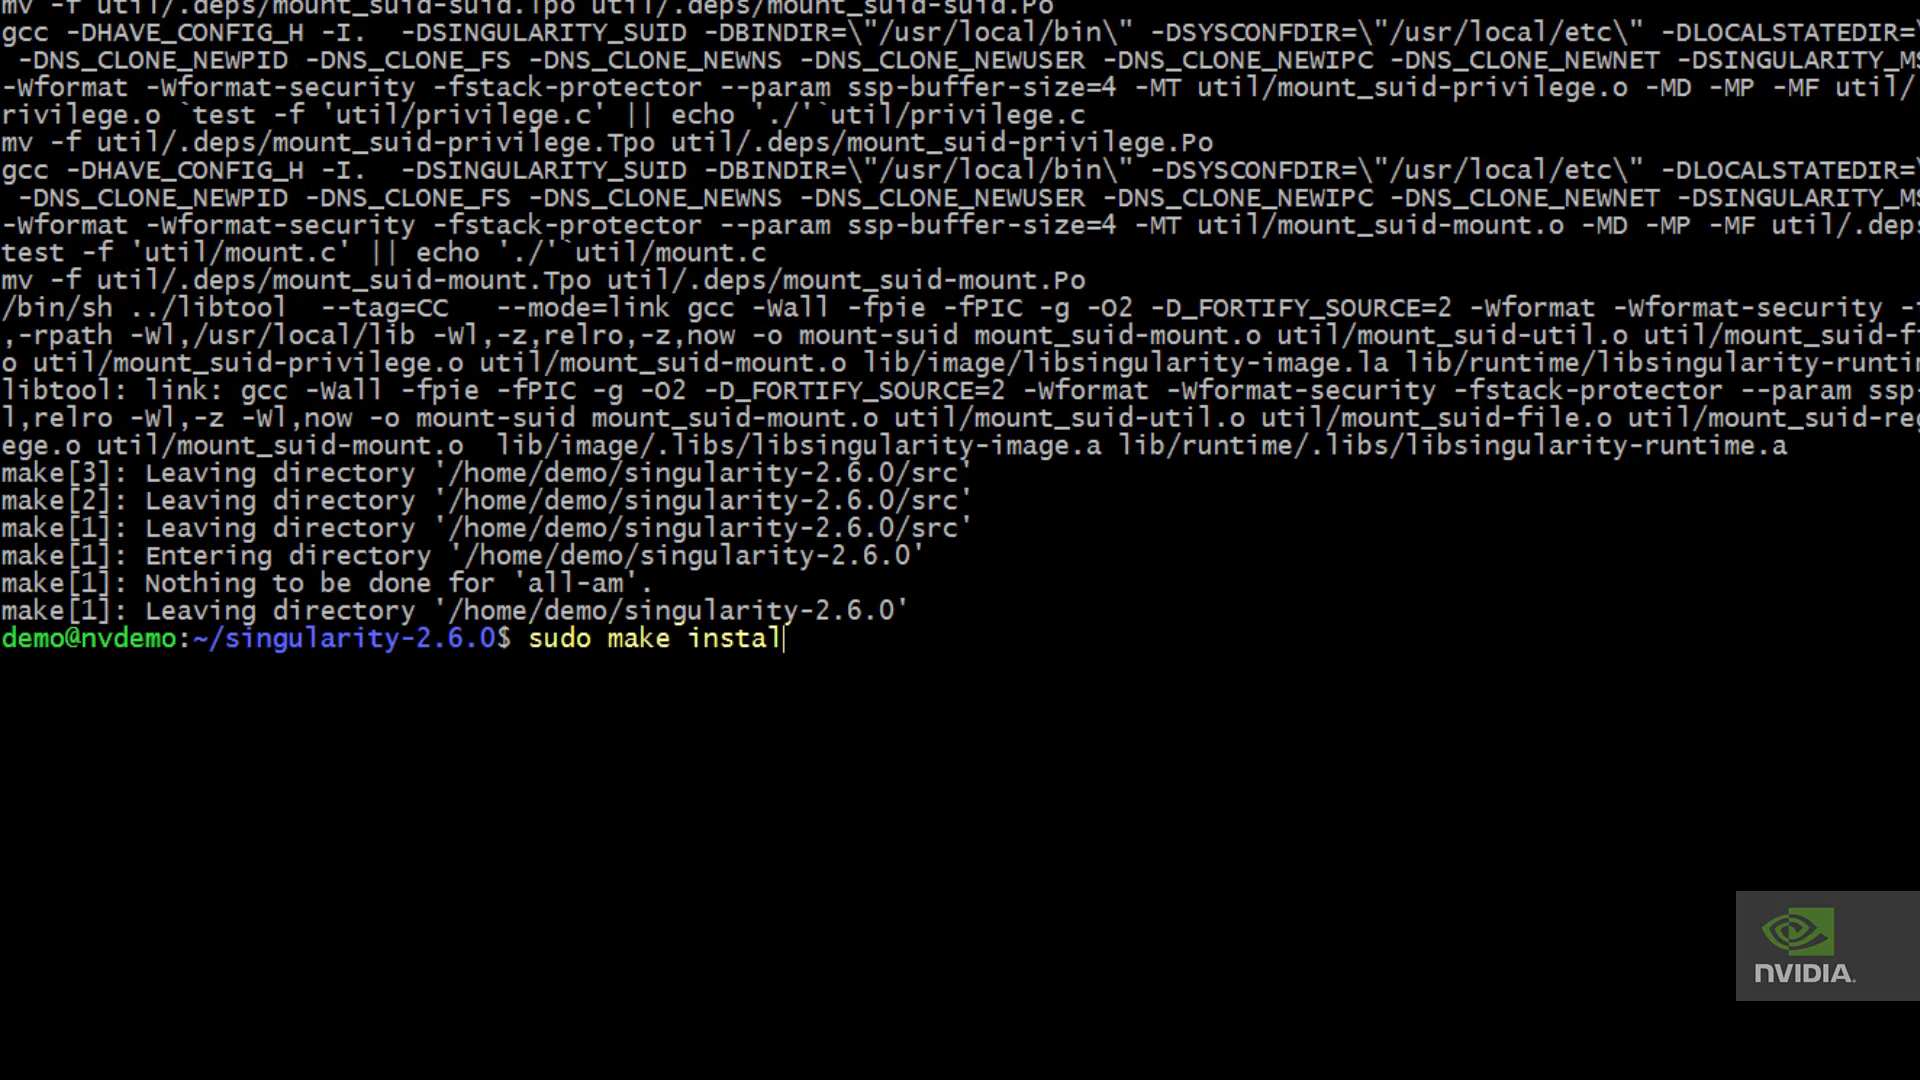 mv -f util/.deps/mount_suid-suid.Tpo util/.deps/mount_suid-suid.Po
gcc -DHAVE_CONFIG_H -I.  -DSINGULARITY_SUID -DBINDIR=\"/usr/local/bin\" -DSYSCONFDIR=\"/usr/local/etc\" -DLOCALSTATEDIR=\
 -DNS_CLONE_NEWPID -DNS_CLONE_FS -DNS_CLONE_NEWNS -DNS_CLONE_NEWUSER -DNS_CLONE_NEWIPC -DNS_CLONE_NEWNET -DSINGULARITY_MS
-Wformat -Wformat-security -fstack-protector --param ssp-buffer-size=4 -MT util/mount_suid-privilege.o -MD -MP -MF util/
rivilege.o `test -f 'util/privilege.c' || echo './'`util/privilege.c
mv -f util/.deps/mount_suid-privilege.Tpo util/.deps/mount_suid-privilege.Po
gcc -DHAVE_CONFIG_H -I.  -DSINGULARITY_SUID -DBINDIR=\"/usr/local/bin\" -DSYSCONFDIR=\"/usr/local/etc\" -DLOCALSTATEDIR=\
 -DNS_CLONE_NEWPID -DNS_CLONE_FS -DNS_CLONE_NEWNS -DNS_CLONE_NEWUSER -DNS_CLONE_NEWIPC -DNS_CLONE_NEWNET -DSINGULARITY_MS
-Wformat -Wformat-security -fstack-protector --param ssp-buffer-size=4 -MT util/mount_suid-mount.o -MD -MP -MF util/.dep
test -f 'util/mount.c' || echo './'`util/mount.c
mv -f util/.deps/mount_suid-mount.Tpo util/.deps/mount_suid-mount.Po
/bin/sh ../libtool  --tag=CC   --mode=link gcc -Wall -fpie -fPIC -g -O2 -D_FORTIFY_SOURCE=2 -Wformat -Wformat-security -
,-rpath -Wl,/usr/local/lib -Wl,-z,relro,-z,now -o mount-suid mount_suid-mount.o util/mount_suid-util.o util/mount_suid-f
o util/mount_suid-privilege.o util/mount_suid-mount.o lib/image/libsingularity-image.la lib/runtime/libsingularity-runti
libtool: link: gcc -Wall -fpie -fPIC -g -O2 -D_FORTIFY_SOURCE=2 -Wformat -Wformat-security -fstack-protector --param ssp
l,relro -Wl,-z -Wl,now -o mount-suid mount_suid-mount.o util/mount_suid-util.o util/mount_suid-file.o util/mount_suid-re
ege.o util/mount_suid-mount.o  lib/image/.libs/libsingularity-image.a lib/runtime/.libs/libsingularity-runtime.a
make[3]: Leaving directory '/home/demo/singularity-2.6.0/src'
make[2]: Leaving directory '/home/demo/singularity-2.6.0/src'
make[1]: Leaving directory '/home/demo/singularity-2.6.0/src'
make[1]: Entering directory '/home/demo/singularity-2.6.0'
make[1]: Nothing to be done for 'all-am'.
make[1]: Leaving directory '/home/demo/singularity-2.6.0'
demo@nvdemo:~/singularity-2.6.0$ sudo make instal
NVIDIA.